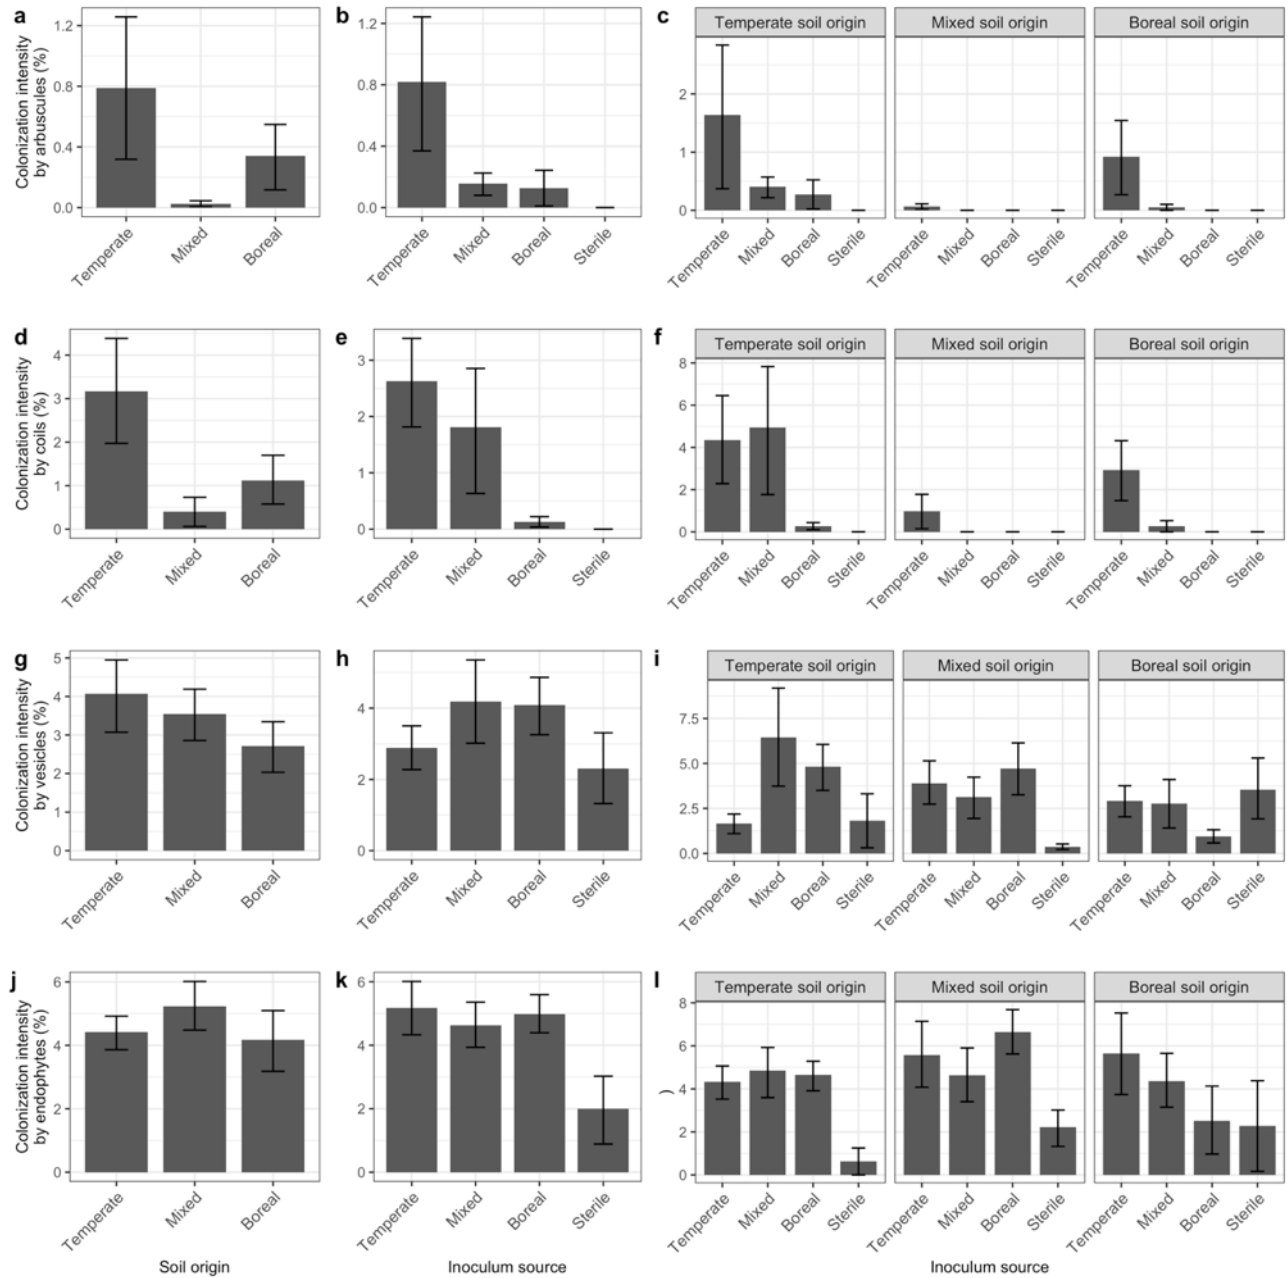 a
Colonization intensity
by arbuscules (%)
1.2
0.8
0.4
0.0
Temperate
Mixed
Boreal
b
1.2
0.8
0.4
0.0
Temperate
Mixed
Boreal
Sterile
c
Temperate soil origin
Mixed soil origin
Boreal soil origin
2
1
0
Temperate
Mixed
Boreal
Sterile
Temperate
Mixed
Boreal
Sterile
Temperate
Mixed
Boreal
Sterile
d
Colonization intensity
by coils (%)
4
3
2
1
0
Temperate
Mixed
Boreal
e
3
2
1
0
Temperate
Mixed
Boreal
Sterile
f
Temperate soil origin
Mixed soil origin
Boreal soil origin
8
6
4
2
0
Temperate
Mixed
Boreal
Sterile
Temperate
Mixed
Boreal
Sterile
Temperate
Mixed
Boreal
Sterile
g
Colonization intensity
by vesicles (%)
5
4
3
2
1
0
Temperate
Mixed
Boreal
h
4
2
0
Temperate
Mixed
Boreal
Sterile
i
Temperate soil origin
Mixed soil origin
Boreal soil origin
7.5
5.0
2.5
0.0
Temperate
Mixed
Boreal
Sterile
Temperate
Mixed
Boreal
Sterile
Temperate
Mixed
Boreal
Sterile
j
Colonization intensity
by endophytes (%)
6
4
2
0
Temperate
Mixed
Boreal
Soil origin
k
6
4
2
0
Temperate
Mixed
Boreal
Sterile
Inoculum source
l
Temperate soil origin
Mixed soil origin
Boreal soil origin
)
8
6
4
2
0
Temperate
Mixed
Boreal
Sterile
Temperate
Mixed
Boreal
Sterile
Temperate
Mixed
Boreal
Sterile
Inoculum source